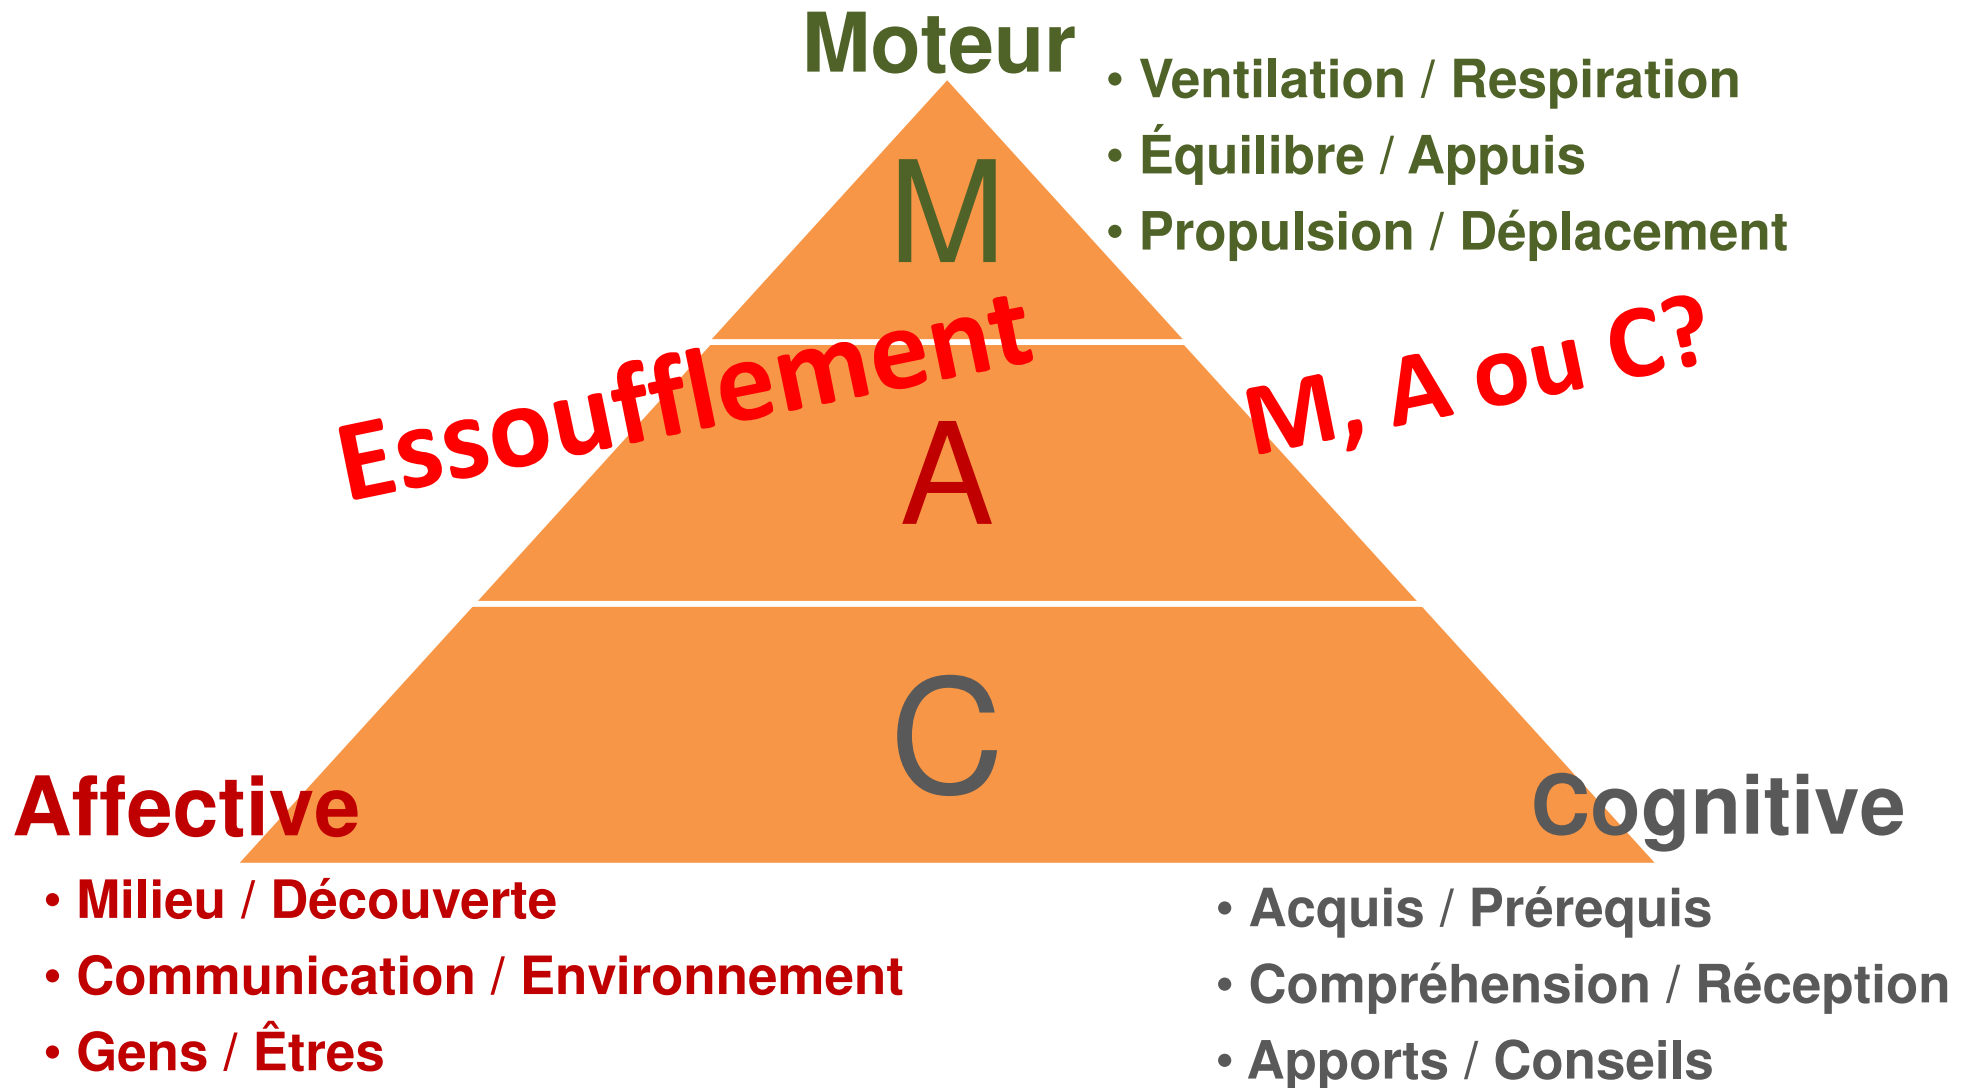 Moteur
• Ventilation / Respiration
• Équilibre / Appuis
• Propulsion / Déplacement
M
Essoufflement
M, A ou C?
A
C
Affective
• Milieu / Découverte
• Communication / Environnement
• Gens / Êtres
Cognitive
• Acquis / Prérequis
• Compréhension / Réception
• Apports / Conseils